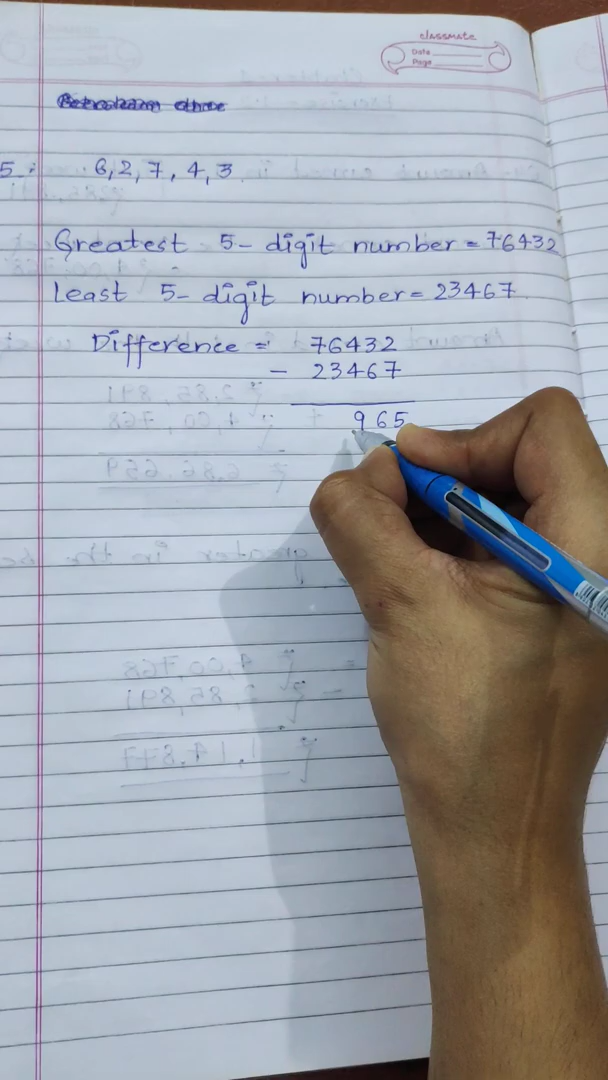 classmate
Date
Page
5. 6, 2, 7, 4, 3
Greatest 5-digit number = 76432
Least 5-digit number = 23467
Difference = 76432
- 23467
965